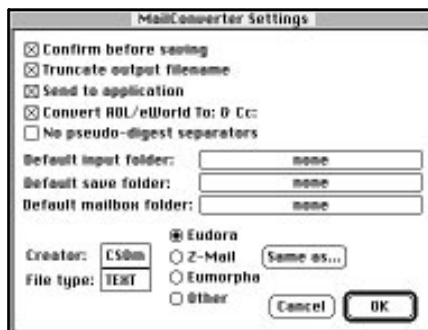 MailConverter Settings
Confirm before saving
Truncate output filename
Send to application
Convert AOL/eWorld To: & Cc:
No pseudo-digest separators
Default input folder: none
Default save folder: none
Default mailbox folder: none
Eudora
Creator: CSOm Z-Mail Same as...
File type: TEXT Eumorpha
Other Cancel OK